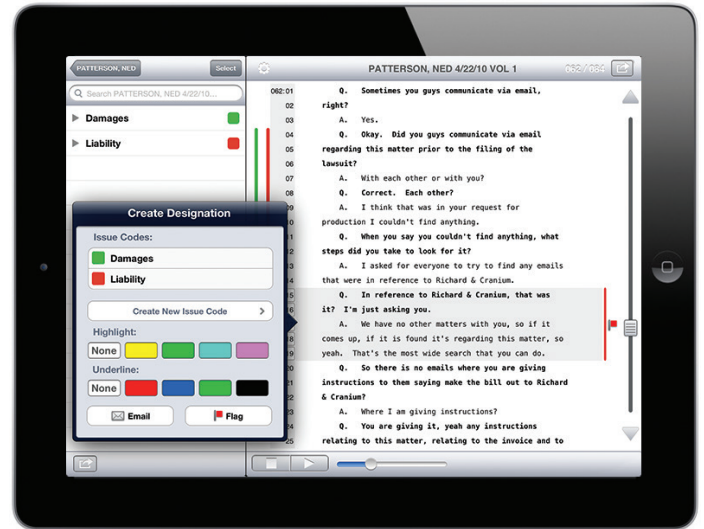 PATTERSON, NED
Select
PATTERSON, NED 4/22/10 VOL 1
062 / 084
Search PATTERSON, NED 4/22/10...
Damages
Liability
Create Designation
Issue Codes:
Damages
Liability
Create New Issue Code
Highlight:
None
Underline:
None
Email
Flag
062:01 Q. Sometimes you guys communicate via email,
02 right?
03 A. Yes.
04 Q. Okay. Did you guys communicate via email
05 regarding this matter prior to the filing of the
06 lawsuit?
07 A. With each other or with you?
08 Q. Correct. Each other?
09 A. I think that was in your request for
production I couldn't find anything.
11 Q. When you say you couldn't find anything, what
12 steps did you take to look for it?
13 A. I asked for everyone to try to find any emails
14 that were in reference to Richard & Cranium.
15 Q. In reference to Richard & Cranium, that was
16 it? I'm just asking you.
A. We have no other matters with you, so if it
18 comes up, if it is found it's regarding this matter, so
19 yeah. That's the most wide search that you can do.
20 Q. So there is no emails where you are giving
21 instructions to them saying make the bill out to Richard
22 & Cranium?
23 A. Where I am giving instructions?
24 Q. You are giving it, yeah any instructions
25 relating to this matter, relating to the invoice and to